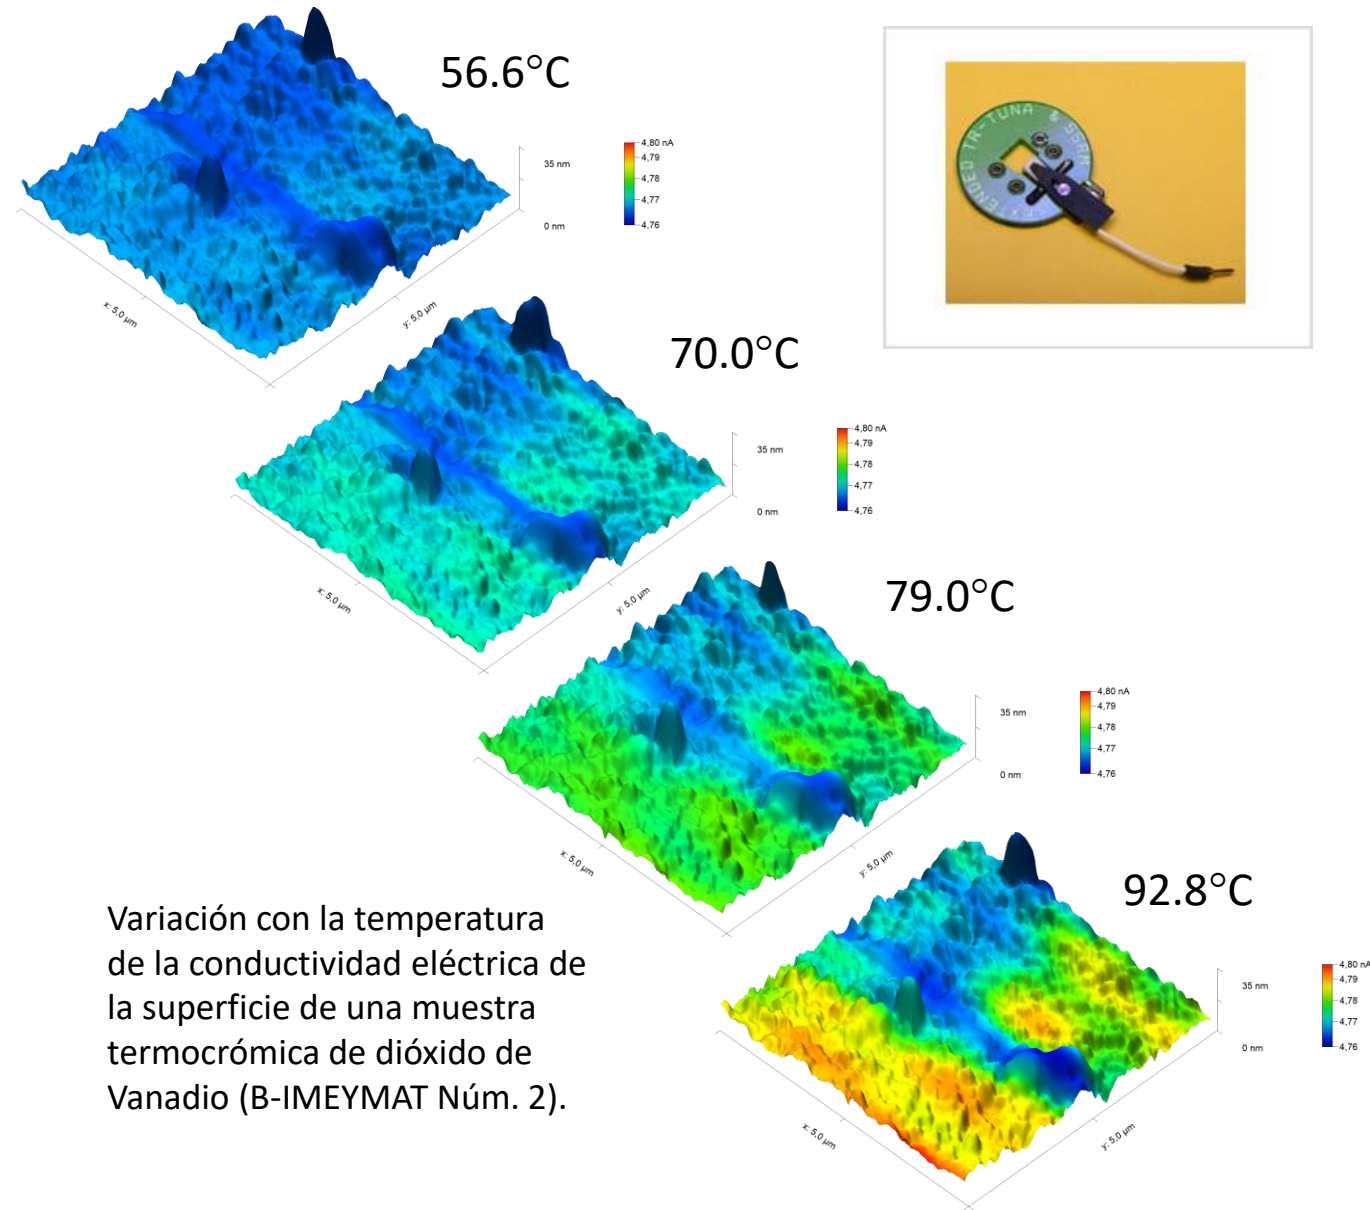 56.6°C
4,80 nA
4,79
4,78
4,77
4,76
35 nm
0 nm
x: 5,0 µm
y: 5,0 µm
EXTENDED TR-TUNA & SSRM
70.0°C
4,80 nA
4,79
4,78
4,77
4,76
35 nm
0 nm
x: 5,0 µm
y: 5,0 µm
79.0°C
4,80 nA
4,79
4,78
4,77
4,76
35 nm
0 nm
x: 5,0 µm
y: 5,0 µm
92.8°C
4,80 nA
4,79
4,78
4,77
4,76
35 nm
0 nm
x: 5,0 µm
y: 5,0 µm
Variación con la temperatura
de la conductividad eléctrica de
la superficie de una muestra
termocrómica de dióxido de
Vanadio (B-IMEYMAT Núm. 2).